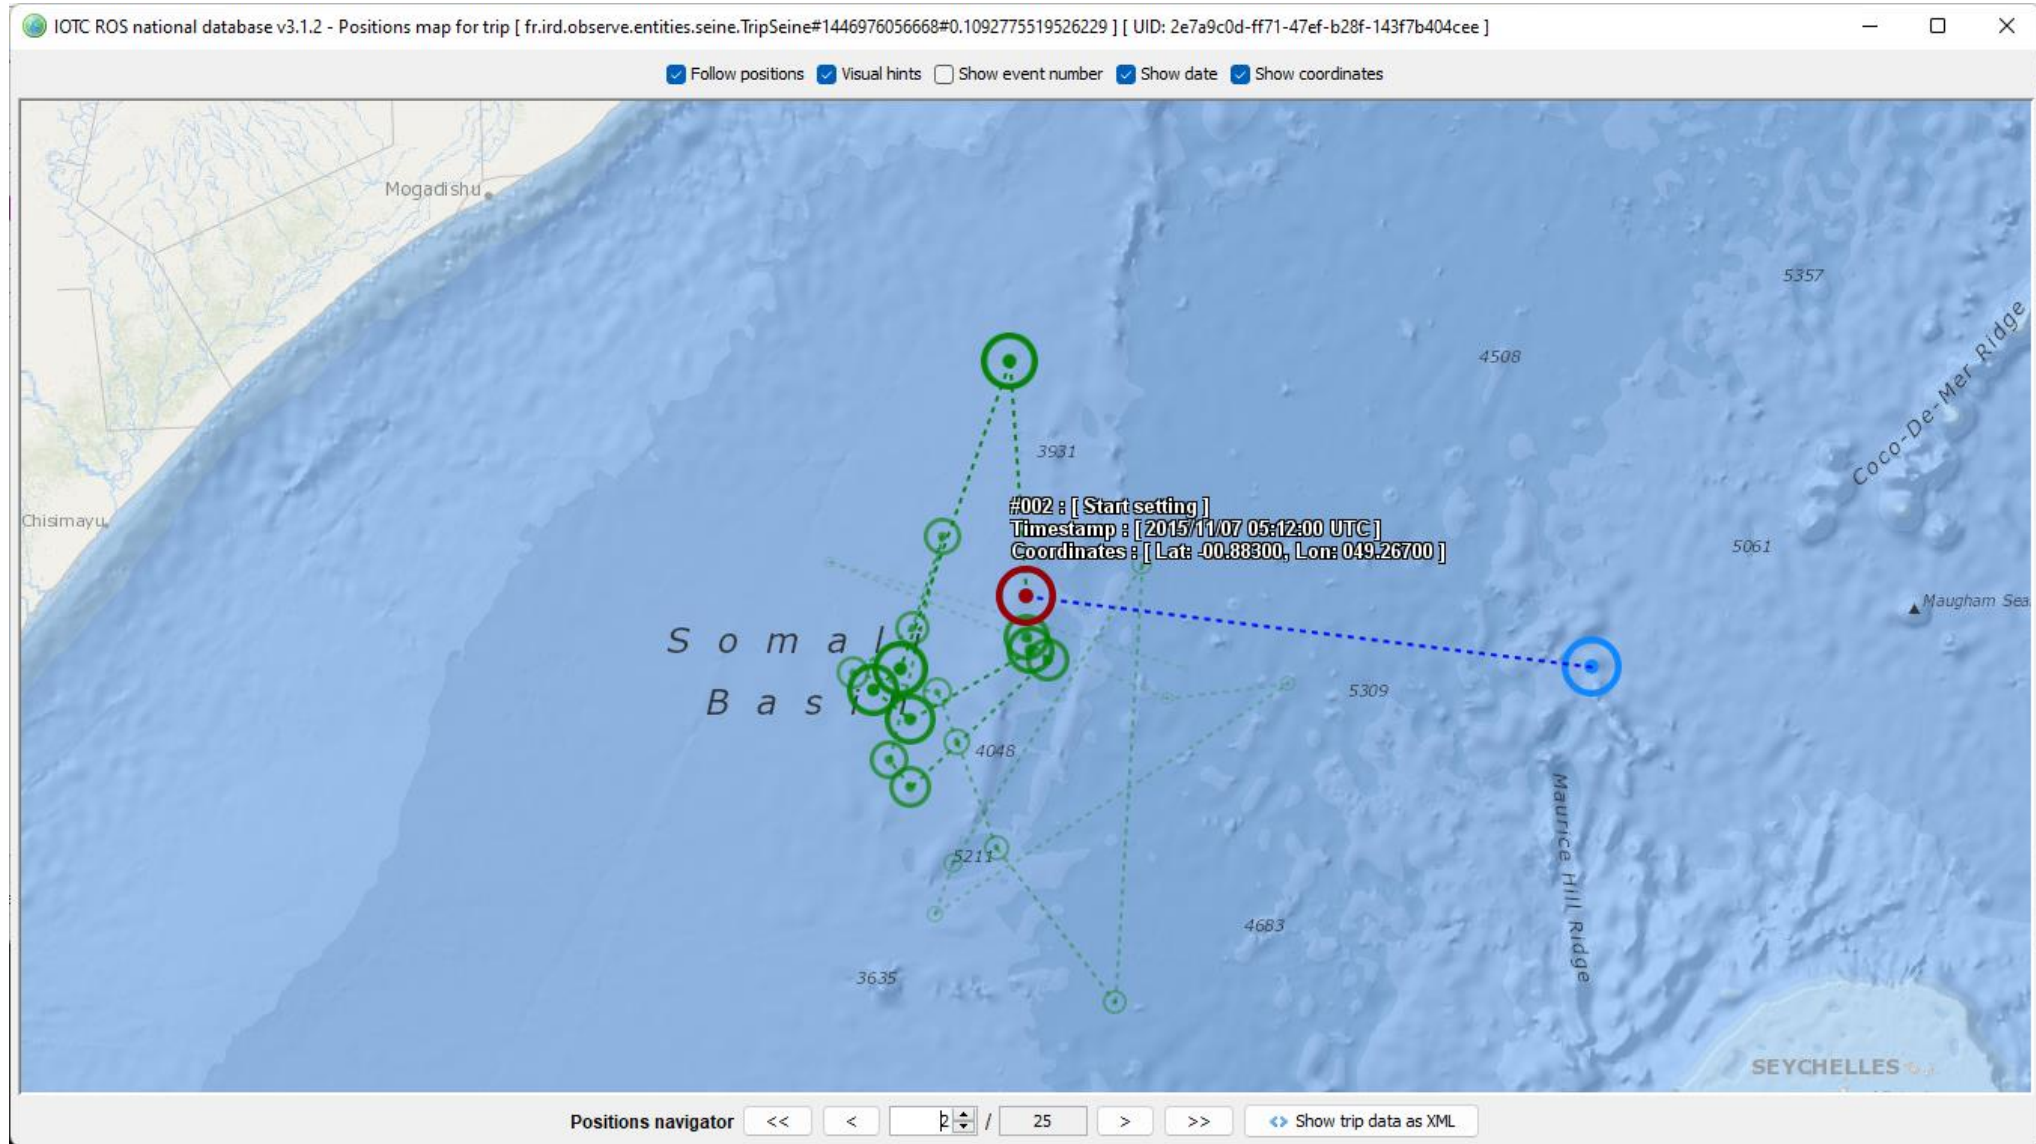 IOTC ROS national database v3.1.2 - Positions map for trip [ fr.ird.observe.entities.seine.TripSeine#1446976056668#0.1092775519526229 ] [ UID: 2e7a9c0d-ff71-47ef-b28f-143f7b404cee ]
Follow positions Visual hints Show event number Show date Show coordinates
Mogadishu
5357
4508
Coco-De-Mer Ridge
3931
#002 : [ Start setting ]
Timestamp : [ 2015/11/07 05:12:00 UTC ]
Coordinates : [ Lat: -00.88300, Lon: 049.26700 ]
Chisimayu
5061
Maugham Sea
Somali
Basin
5309
4048
Maurice Hill Ridge
5211
4683
3635
SEYCHELLES
Positions navigator << < 2 / 25 > >> <> Show trip data as XML